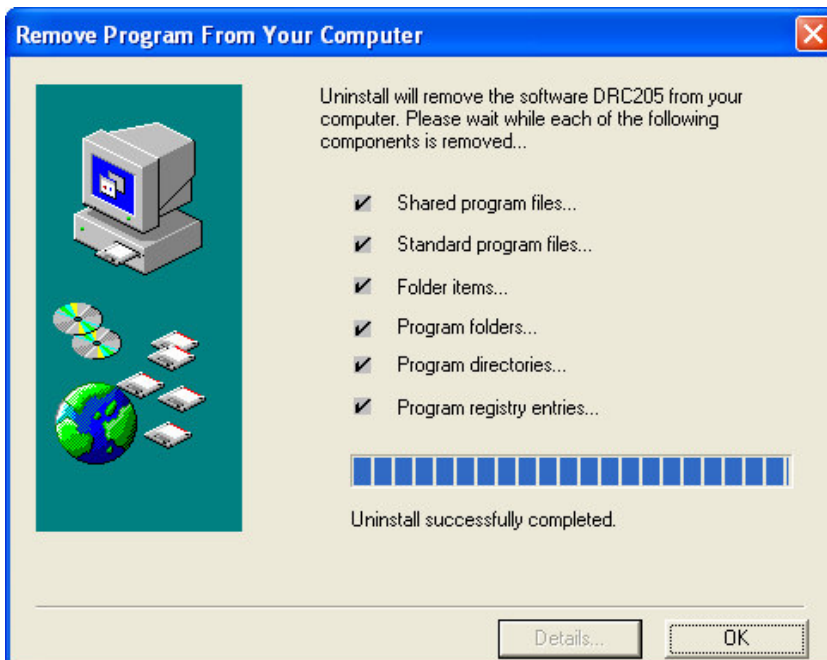 Remove Program From Your Computer
Uninstall will remove the software DRC205 from your
computer. Please wait while each of the following
components is removed...
Shared program files...
Standard program files...
Folder items...
Program folders...
Program directories...
Program registry entries...
Uninstall successfully completed.
Details...
OK